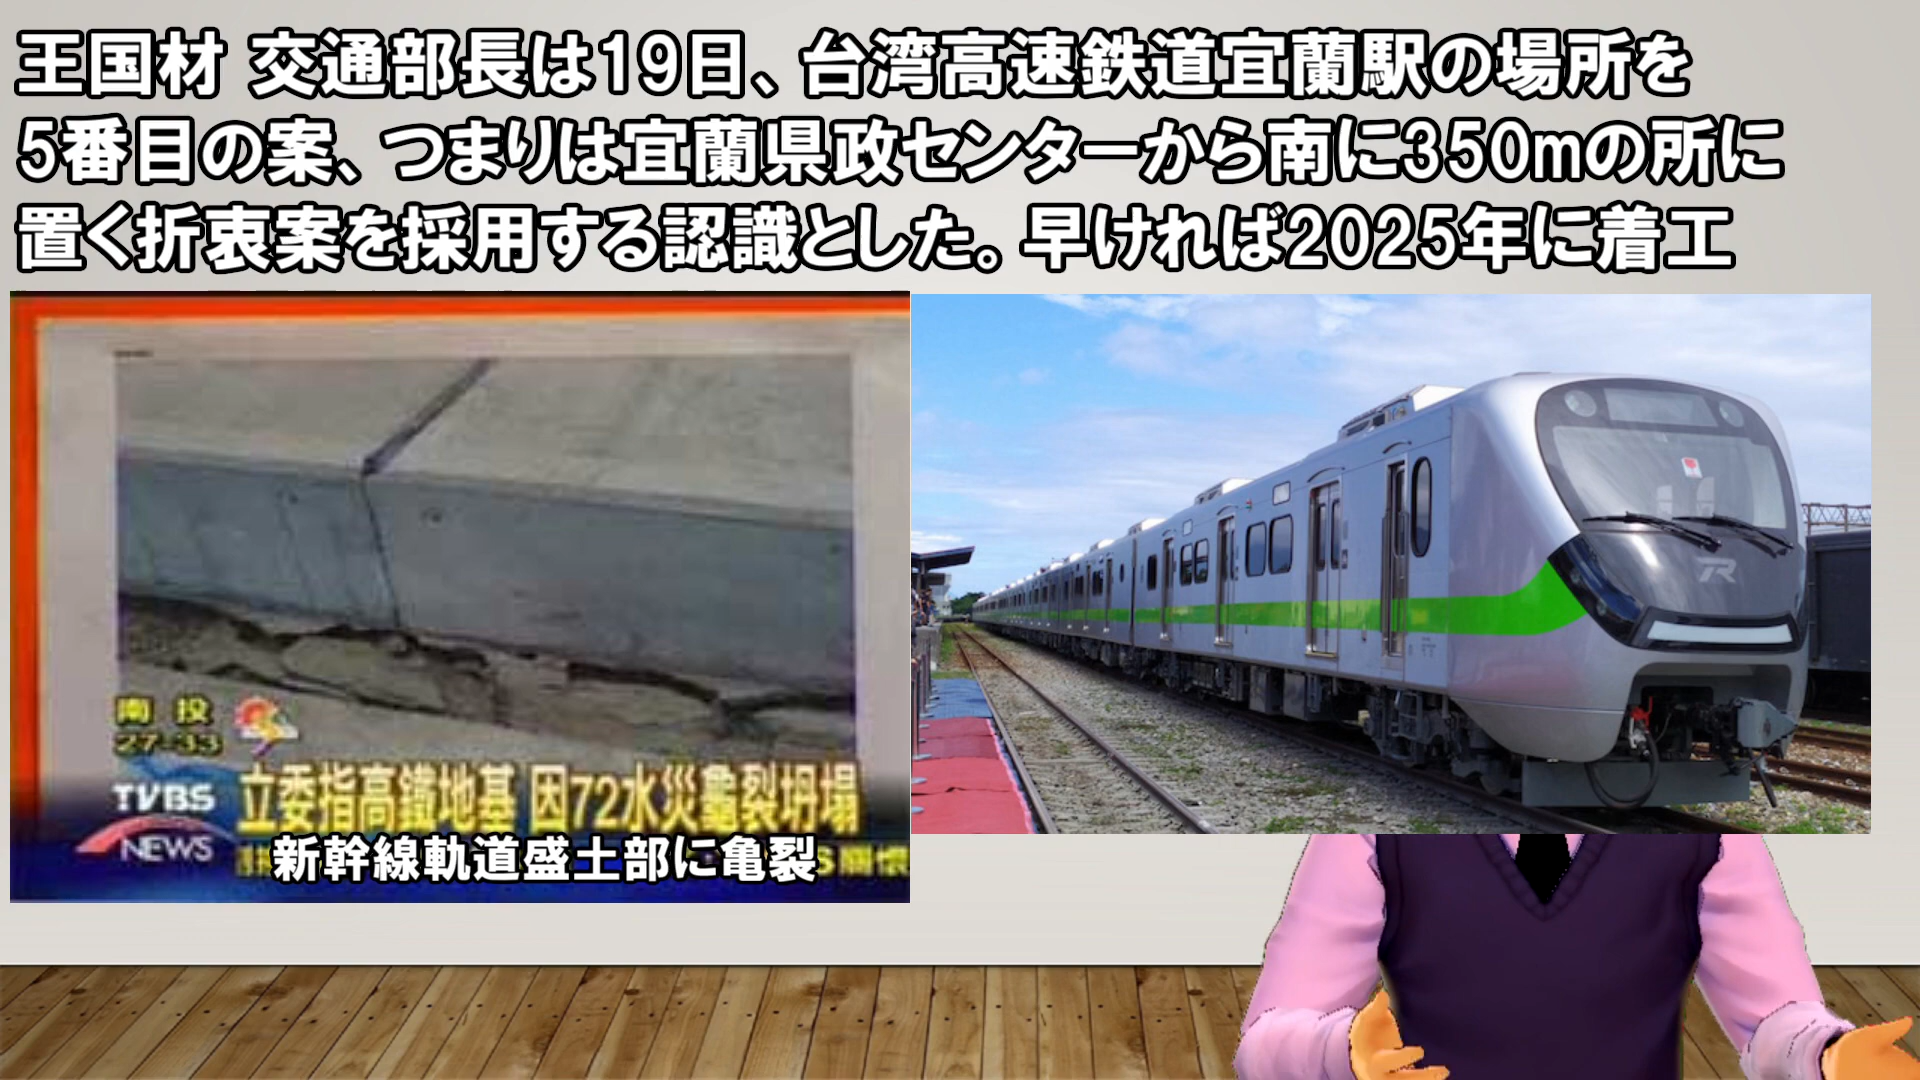 王国材 交通部長は19日、台湾高速鉄道宜蘭駅の場所を
5番目の案、つまりは宜蘭県政センターから南に350mの所に
置く折衷案を採用する認識とした。早ければ2025年に着工
南投
27-33
TVBS
NEWS
立委指高鐵地基 因72水災龜裂坍塌
新幹線軌道盛土部に亀裂